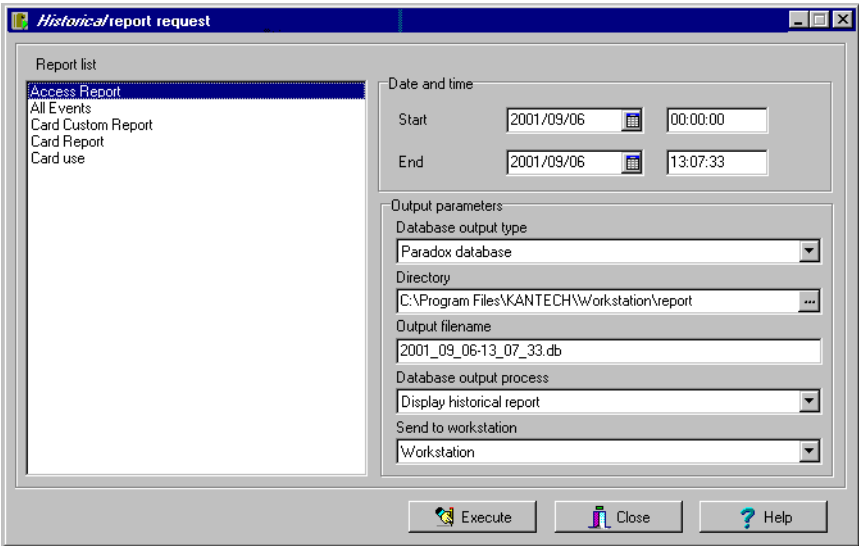 Historical report request
Report list
Access Report
All Events
Card Custom Report
Card Report
Card use
Date and time
Start 2001/09/06 00:00:00
End 2001/09/06 13:07:33
Output parameters
Database output type
Paradox database
Directory
C:\Program Files\KANTECH\Workstation\report ...
Output filename
2001_09_06-13_07_33.db
Database output process
Display historical report
Send to workstation
Workstation
Execute Close ? Help